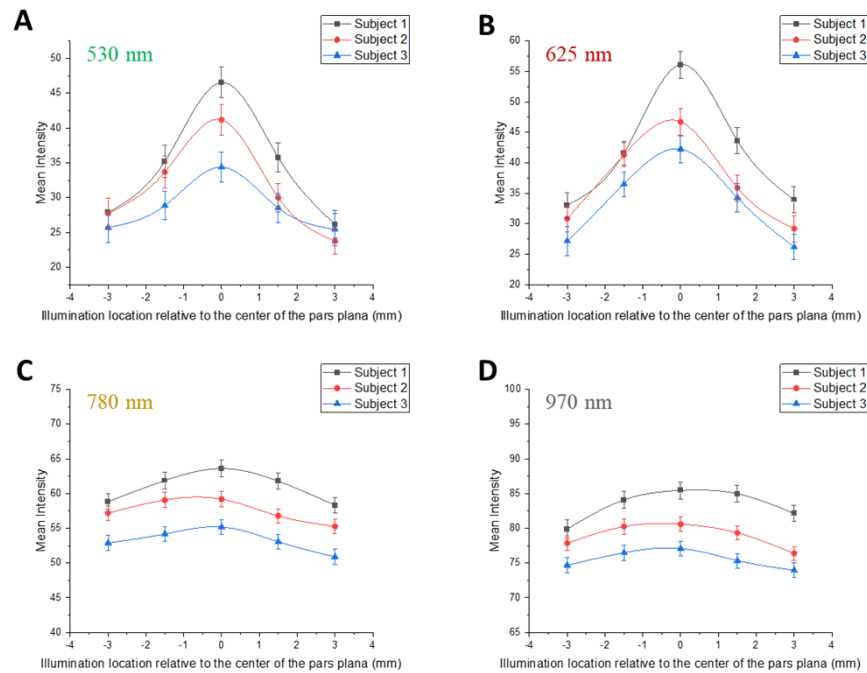 A
530 nm
Subject 1
Subject 2
Subject 3
Mean Intensity
50
45
40
35
30
25
-4 -3 -2 -1 0 1 2 3 4
Illumination location relative to the center of the pars plana (mm)
B
625 nm
Subject 1
Subject 2
Subject 3
Mean Intensity
60
55
50
45
40
35
30
25
20
-4 -3 -2 -1 0 1 2 3 4
Illumination location relative to the center of the pars plana (mm)
C
780 nm
Subject 1
Subject 2
Subject 3
Mean Intensity
75
70
65
60
55
50
45
40
-4 -3 -2 -1 0 1 2 3 4
Illumination location relative to the center of the pars plana (mm)
D
970 nm
Subject 1
Subject 2
Subject 3
Mean Intensity
100
95
90
85
80
75
70
65
-4 -3 -2 -1 0 1 2 3 4
Illumination location relative to the center of the pars plana (mm)